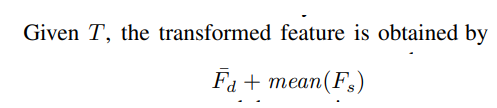 Given T, the transformed feature is obtained by
F̄_d + mean(F_s)